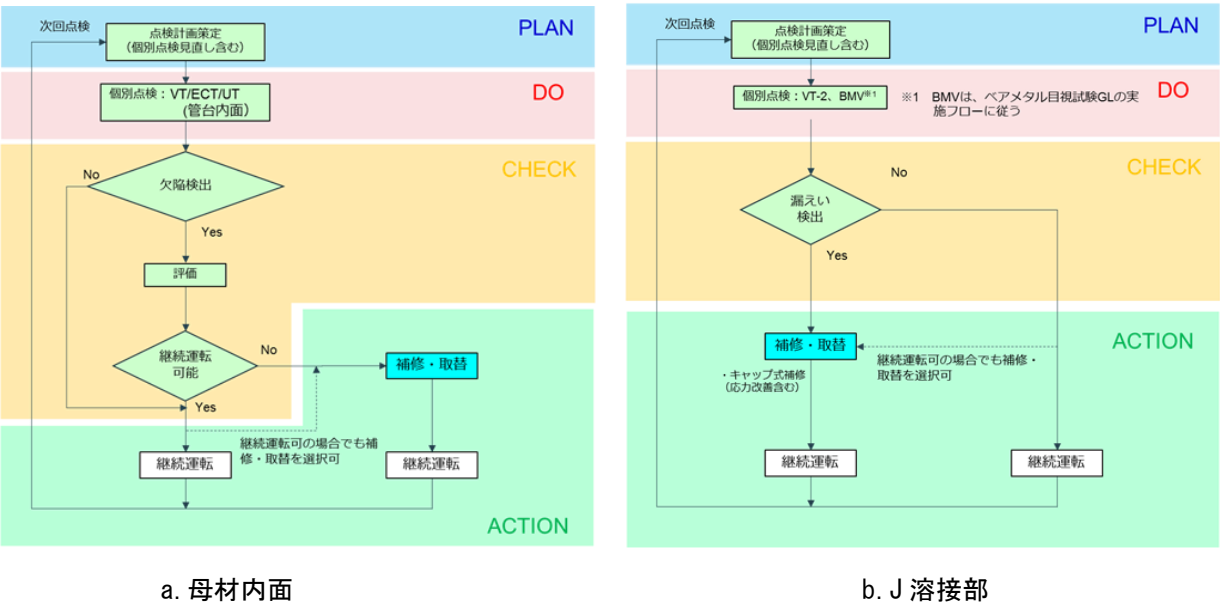 次回点検
点検計画策定
(個別点検見直し含む)
PLAN
個別点検：VT/ECT/UT
(管台内面)
DO
CHECK
No
欠陥検出
Yes
評価
継続運転
可能
No
Yes
補修・取替
継続運転可の場合でも補
修・取替を選択可
継続運転
継続運転
ACTION
a. 母材内面
次回点検
点検計画策定
(個別点検見直し含む)
PLAN
個別点検：VT-2、BMV※1
※1　BMVは、ベアメタル目視試験GLの実
施フローに従う
DO
CHECK
No
漏えい
検出
Yes
ACTION
補修・取替
継続運転可の場合でも補修・
取替を選択可
・キャップ式補修
(応力改善含む)
継続運転
継続運転
b. J 溶接部